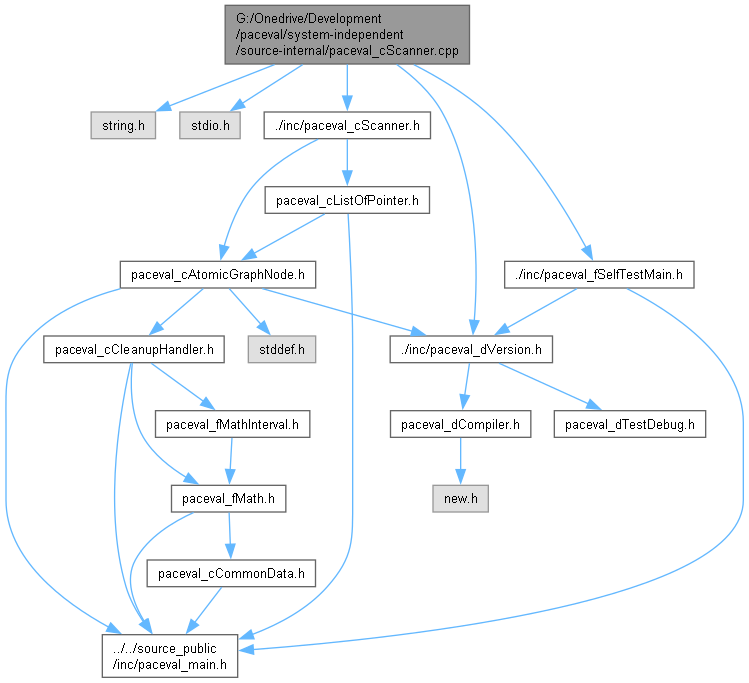 G:/Onedrive/Development
/paceval/system-independent
/source-internal/paceval_cScanner.cpp
string.h
stdio.h
./inc/paceval_cScanner.h
paceval_cListOfPointer.h
paceval_cAtomicGraphNode.h
./inc/paceval_fSelfTestMain.h
paceval_cCleanupHandler.h
stddef.h
./inc/paceval_dVersion.h
paceval_fMathInterval.h
paceval_dCompiler.h
paceval_dTestDebug.h
paceval_fMath.h
new.h
paceval_cCommonData.h
../../source_public
/inc/paceval_main.h